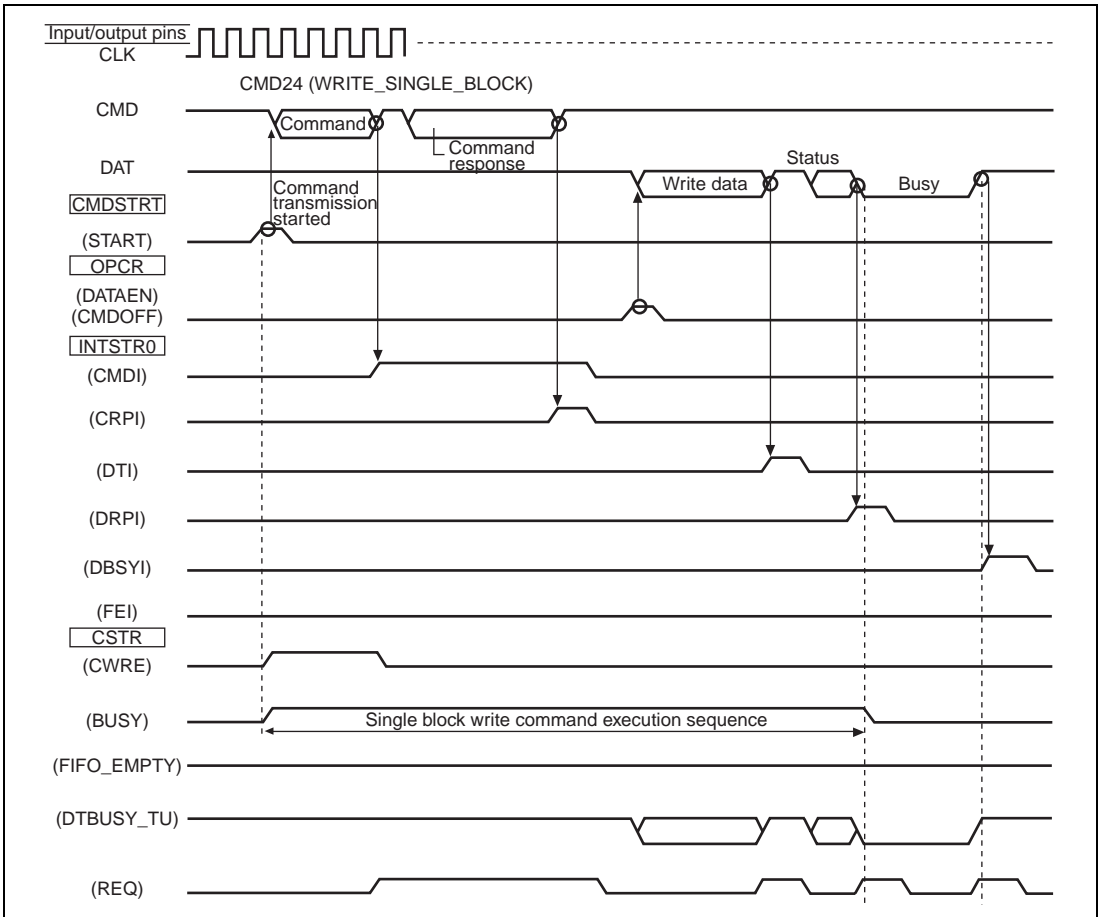 Input/output pins
CLK
CMD24 (WRITE_SINGLE_BLOCK)
CMD
Command
Command
response
DAT
Status
Write data
Busy
CMDSTRT
Command
transmission
started
(START)
OPCR
(DATAEN)
(CMDOFF)
INTSTR0
(CMDI)
(CRPI)
(DTI)
(DRPI)
(DBSYI)
(FEI)
CSTR
(CWRE)
(BUSY)
Single block write command execution sequence
(FIFO_EMPTY)
(DTBUSY_TU)
(REQ)